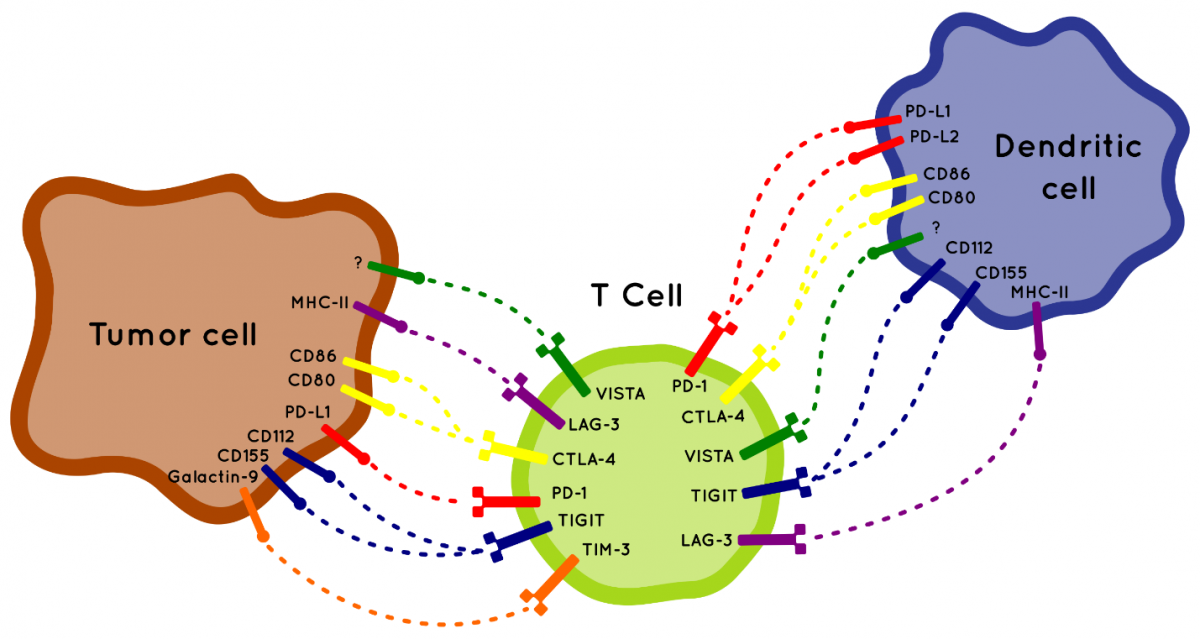 PD-L1
PD-L2
Dendritic
cell
CD86
CD80
?
CD112
CD155
MHC-II
T Cell
?
MHC-II
Tumor cell
CD86
CD80
PD-L1
CD112
CD155
Galactin-9
VISTA
LAG-3
CTLA-4
PD-1
TIGIT
TIM-3
PD-1
CTLA-4
VISTA
TIGIT
LAG-3